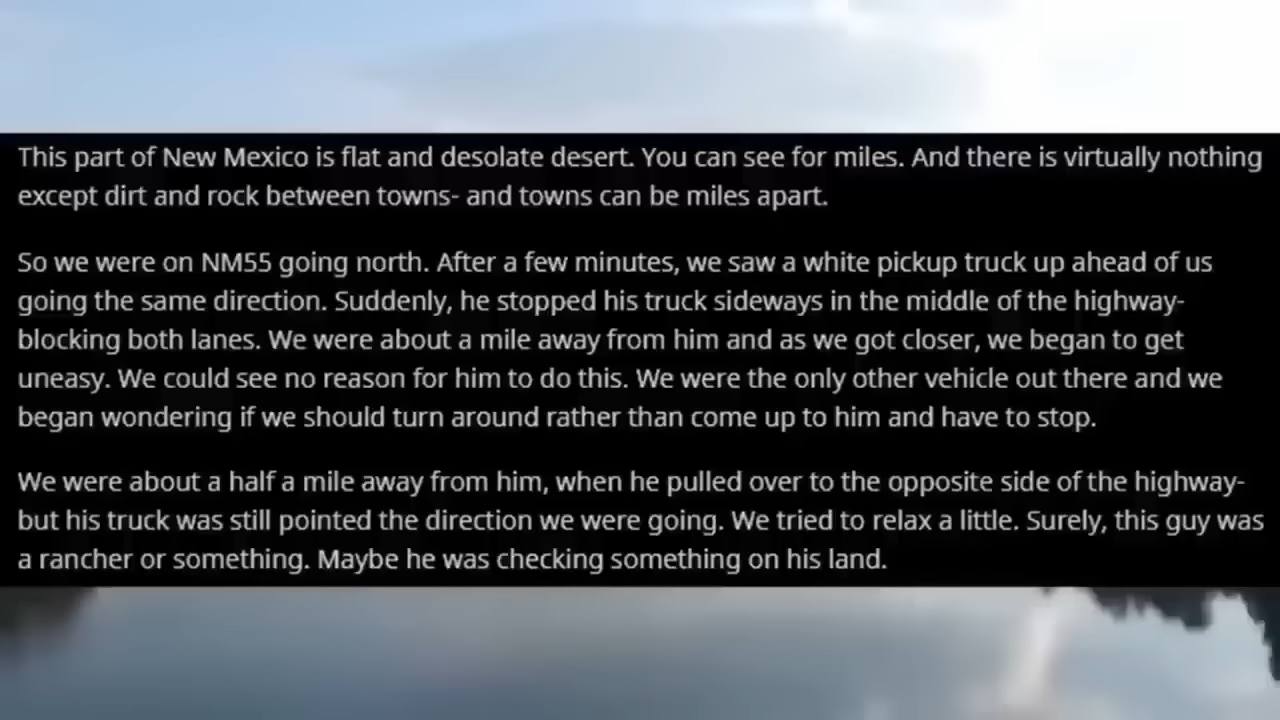 This part of New Mexico is flat and desolate desert. You can see for miles. And there is virtually nothing
except dirt and rock between towns- and towns can be miles apart.
So we were on NM55 going north. After a few minutes, we saw a white pickup truck up ahead of us
going the same direction. Suddenly, he stopped his truck sideways in the middle of the highway-
blocking both lanes. We were about a mile away from him and as we got closer, we began to get
uneasy. We could see no reason for him to do this. We were the only other vehicle out there and we
began wondering if we should turn around rather than come up to him and have to stop.
We were about a half a mile away from him, when he pulled over to the opposite side of the highway-
but his truck was still pointed the direction we were going. We tried to relax a little. Surely, this guy was
a rancher or something. Maybe he was checking something on his land.